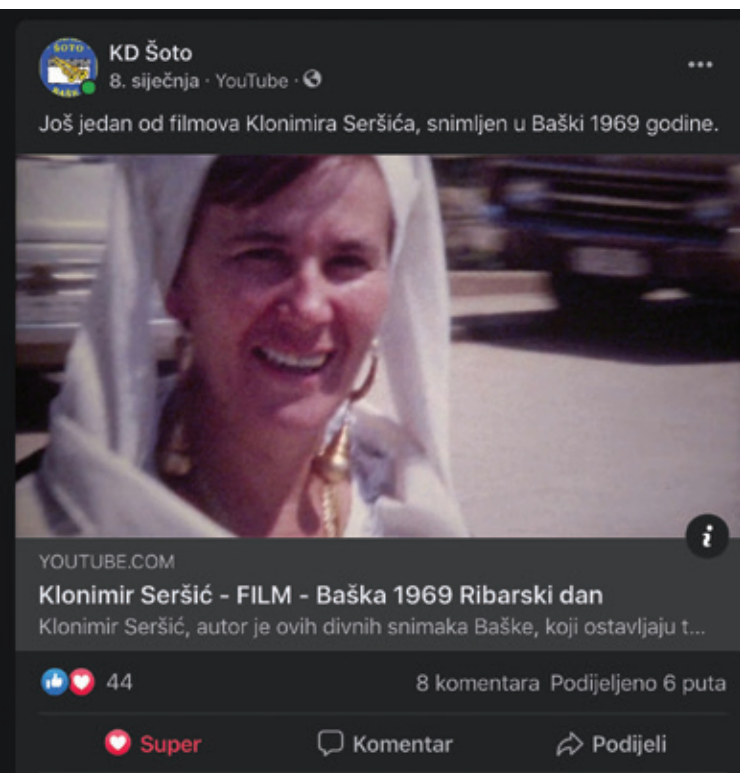 ŠOTO
BAŠK
KD Šoto
8. siječnja · YouTube ·
Još jedan od filmova Klonimira Seršića, snimljen u Baški 1969 godine.
YOUTUBE.COM
Klonimir Seršić - FILM - Baška 1969 Ribarski dan
Klonimir Seršić, autor je ovih divnih snimaka Baške, koji ostavljaju t...
44
8 komentara Podijeljeno 6 puta
Super
Komentar
Podijeli